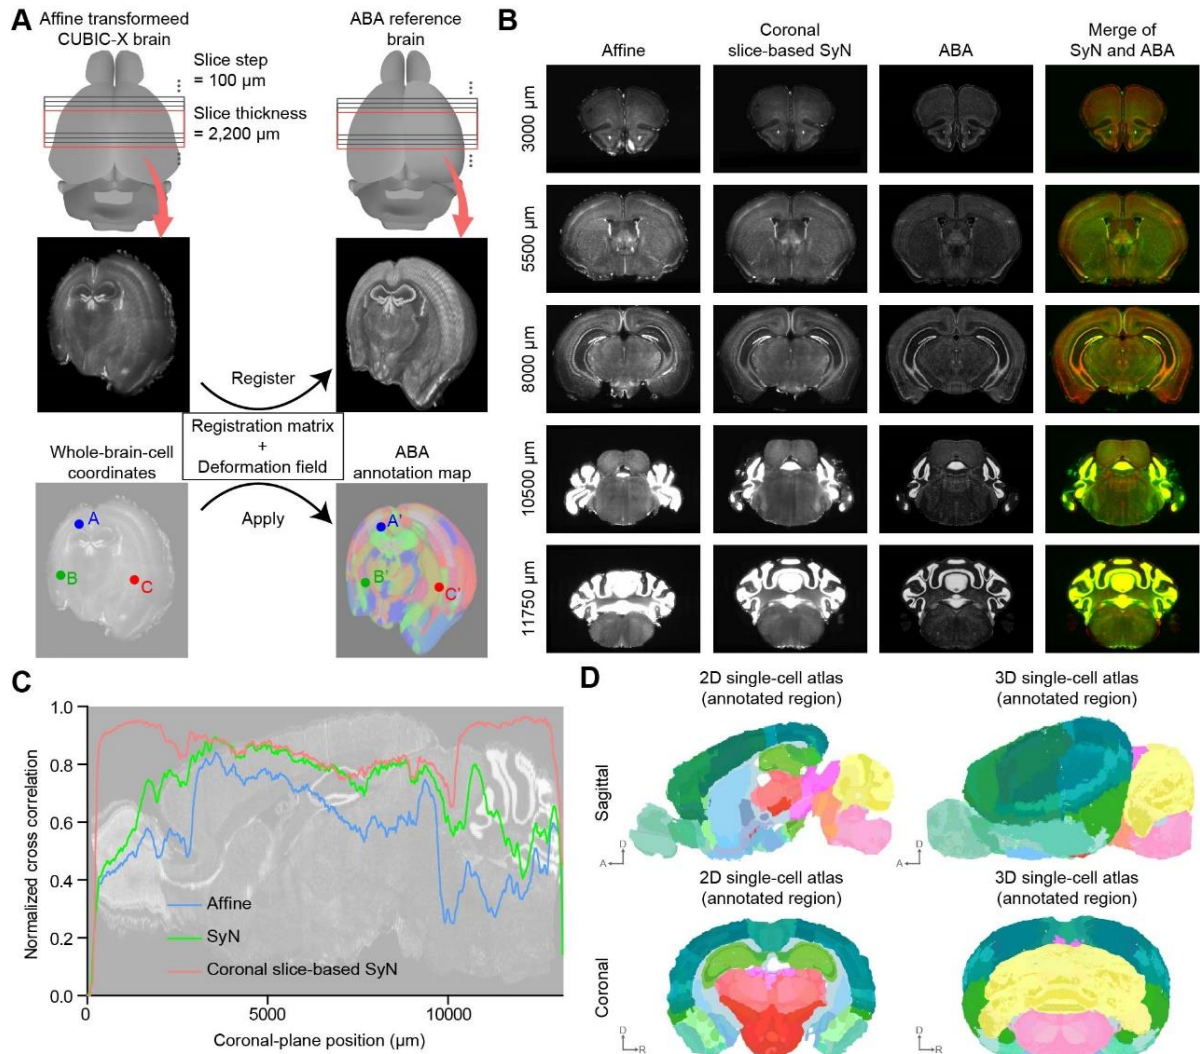 A
Affine transformeed
CUBIC-X brain
ABA reference
brain
Slice step
= 100 µm
Slice thickness
= 2,200 µm
Register
Registration matrix
+
Deformation field
Whole-brain-cell
coordinates
ABA
annotation map
Apply
A
B
C
A'
B'
C'
B
Affine
Coronal
slice-based SyN
ABA
Merge of
SyN and ABA
3000 µm
5500 µm
8000 µm
10500 µm
11750 µm
C
Normalized cross correlation
1.0
0.8
0.6
0.4
0.2
0.0
Affine
SyN
Coronal slice-based SyN
0
5000
10000
Coronal-plane position (µm)
D
2D single-cell atlas
(annotated region)
3D single-cell atlas
(annotated region)
Sagittal
D
A
D
A
2D single-cell atlas
(annotated region)
3D single-cell atlas
(annotated region)
Coronal
D
R
D
R